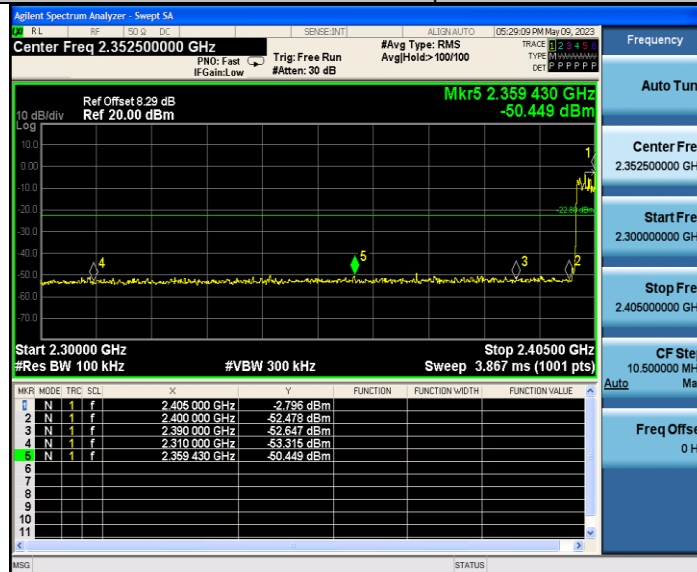 Agilent Spectrum Analyzer - Swept SA
RL RF 50 Ω DC SENSE:INT ALIGN AUTO 05:29:09 PM May 09, 2023
Center Freq 2.352500000 GHz
PNO: Fast
IFGain:Low
Trig: Free Run
#Atten: 30 dB
#Avg Type: RMS
Avg|Hold:> 100/100
TRACE 1 2 3 4 5 6
TYPE M
DET P P P P P P
Frequency
Auto Tun
Ref Offset 8.29 dB
10 dB/div Ref 20.00 dBm
Log
Mkr5 2.359 430 GHz
-50.449 dBm
10.0
0.00
-10.0
-20.0
-30.0
-40.0
-50.0
-60.0
-70.0
1
4
5
3
2
Center Fre
2.352500000 GH
Start Fre
2.300000000 GH
Stop Fre
2.405000000 GH
CF Ste
10.500000 MH
Auto Ma
Freq Offse
0 H
Start 2.30000 GHz Stop 2.40500 GHz
#Res BW 100 kHz #VBW 300 kHz Sweep 3.867 ms (1001 pts)
MKR MODE TRC SCL X Y FUNCTION FUNCTION WIDTH FUNCTION VALUE
1 N 1 f 2.405 000 GHz -2.796 dBm
2 N 1 f 2.400 000 GHz -52.478 dBm
3 N 1 f 2.390 000 GHz -52.647 dBm
4 N 1 f 2.310 000 GHz -53.315 dBm
5 N 1 f 2.359 430 GHz -50.449 dBm
6
7
8
9
10
11
MSG STATUS